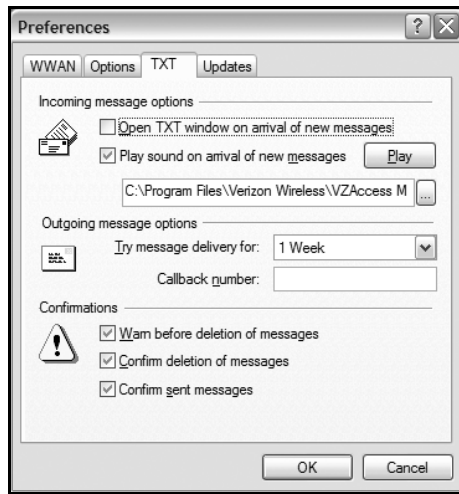 Preferences
WWAN Options TXT Updates
Incoming message options
Open TXT window on arrival of new messages
Play sound on arrival of new messages Play
C:\Program Files\Verizon Wireless\VZAccess M ...
Outgoing message options
Try message delivery for: 1 Week
Callback number:
Confirmations
Warn before deletion of messages
Confirm deletion of messages
Confirm sent messages
OK Cancel